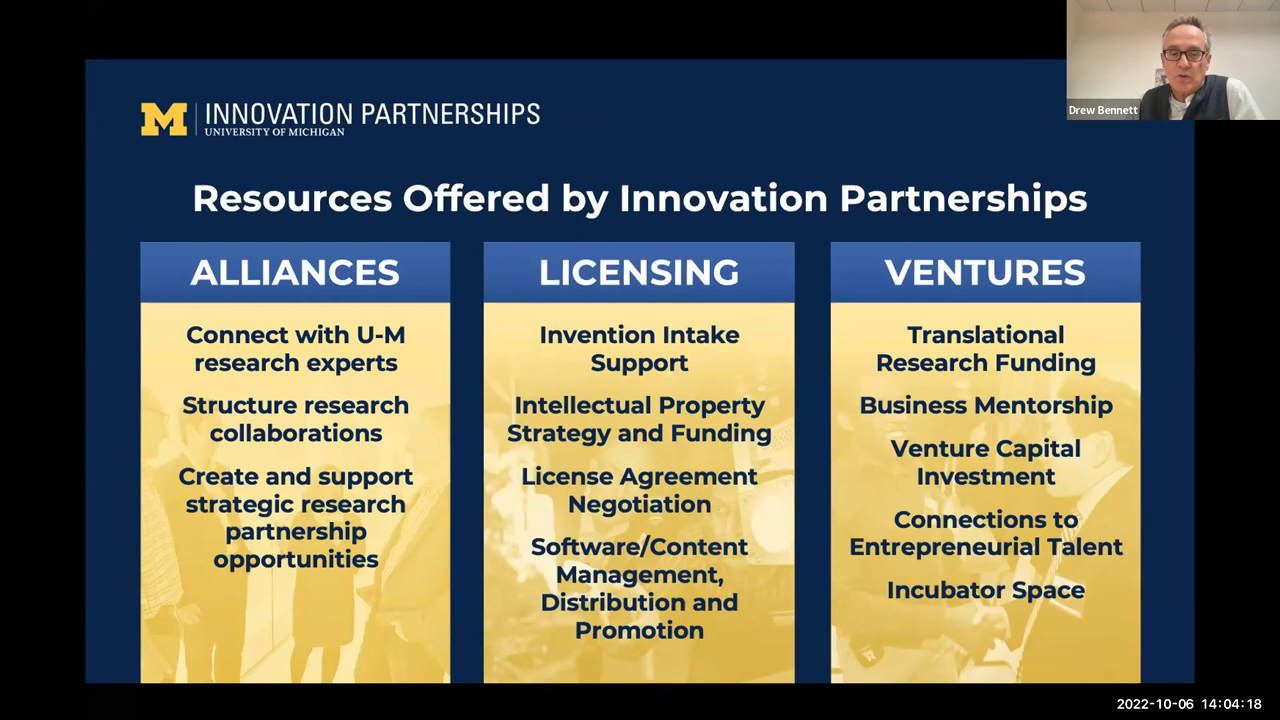 Drew Bennett
M INNOVATION PARTNERSHIPS
UNIVERSITY OF MICHIGAN
Resources Offered by Innovation Partnerships
ALLIANCES
Connect with U-M
research experts
Structure research
collaborations
Create and support
strategic research
partnership
opportunities
LICENSING
Invention Intake
Support
Intellectual Property
Strategy and Funding
License Agreement
Negotiation
Software/Content
Management,
Distribution and
Promotion
VENTURES
Translational
Research Funding
Business Mentorship
Venture Capital
Investment
Connections to
Entrepreneurial Talent
Incubator Space
2022-10-06 14:04:18